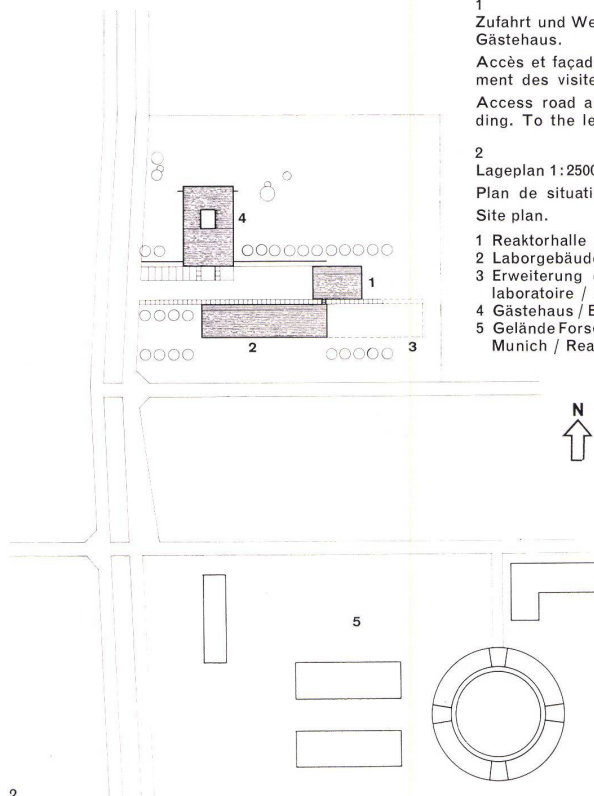 1
Zufahrt und We
Gästehaus.
Accès et façad
ment des visite
Access road a
ding. To the le
2
Lageplan 1:2500
Plan de situati
Site plan.
1 Reaktorhalle
2 Laborgebäude
3 Erweiterung
laboratoire /
4 Gästehaus / E
5 Gelände Forsc
Munich / Rea
4
1
2
3
N
5
2